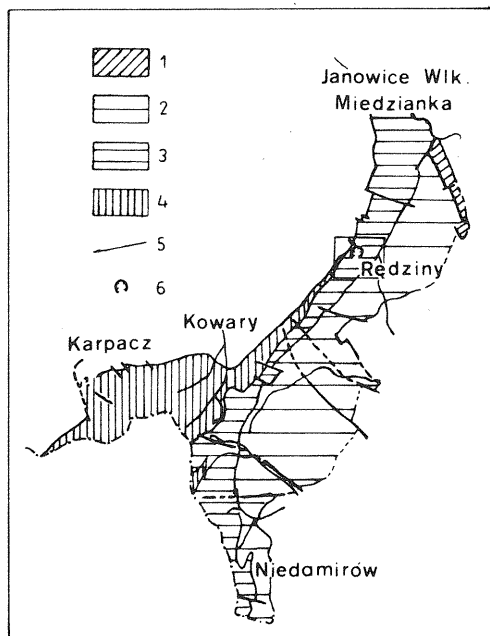 1
2
3
4
5
6
Janowice Wlk.
Miedzianka
Rędziny
Kowary
Karpacz
Niedamirów